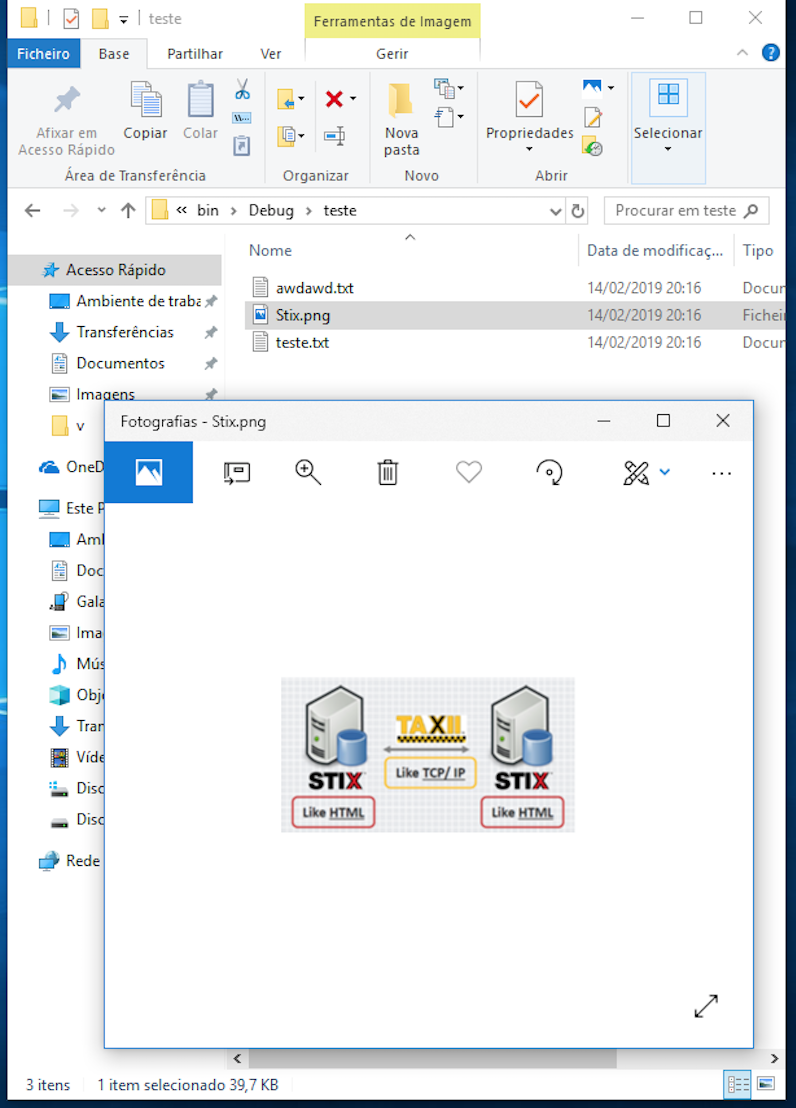 teste
Ferramentas de Imagem
Ficheiro Base Partilhar Ver Gerir
Afixar em Acesso Rápido
Copiar
Colar
Nova pasta
Propriedades
Selecionar
Área de Transferência Organizar Novo Abrir
« bin › Debug › teste
Procurar em teste
Nome Data de modificaç... Tipo
awdawd.txt 14/02/2019 20:16 Docur
Stix.png 14/02/2019 20:16 Fichei
teste.txt 14/02/2019 20:16 Docur
Acesso Rápido
Ambiente de traba
Transferências
Documentos
Imagens
v
OneD
Este P
Aml
Doc
Gala
Ima
Mús
Obje
Tran
Víde
Disc
Disc
Rede
Fotografias - Stix.png
TAXII
Like TCP/ IP
STIX STIX
Like HTML Like HTML
3 itens 1 item selecionado 39,7 KB